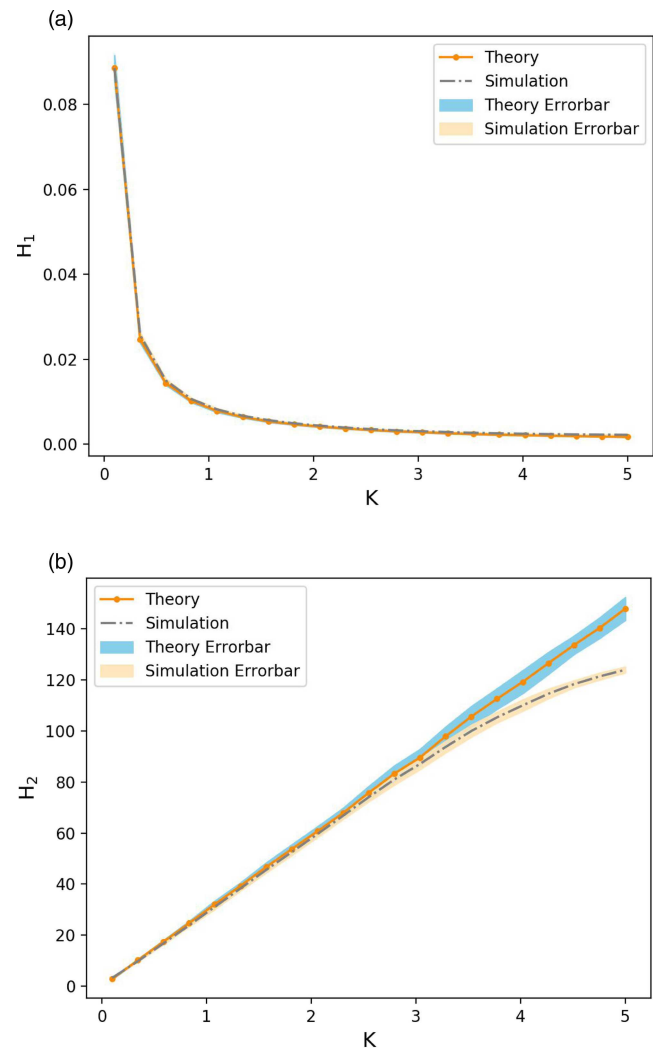 (a)
Theory
Simulation
Theory Errorbar
Simulation Errorbar
0.08
0.06
0.04
0.02
0.00
H₁
0 1 2 3 4 5
K
(b)
Theory
Simulation
Theory Errorbar
Simulation Errorbar
140
120
100
80
60
40
20
0
H₂
0 1 2 3 4 5
K